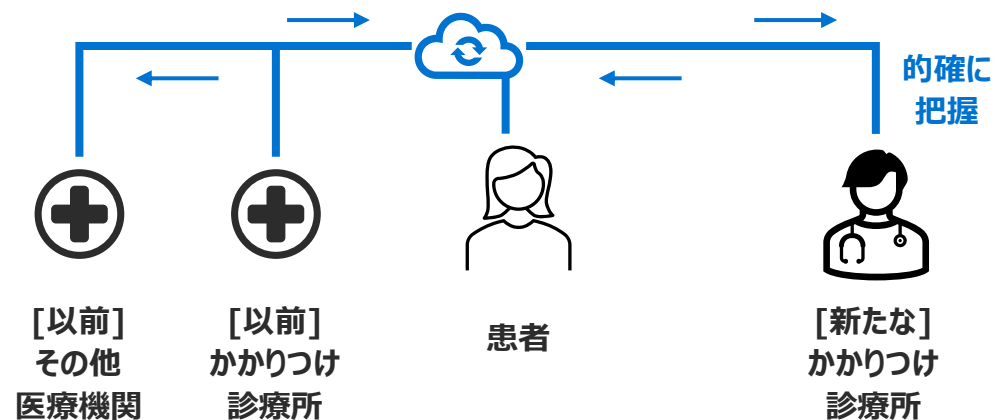 的確に
把握
[以前]
その他
医療機関
[以前]
かかりつけ
診療所
患者
[新たな]
かかりつけ
診療所